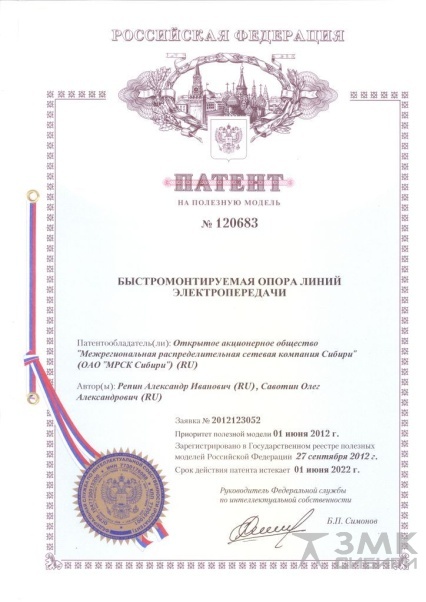 РОССИЙСКАЯ ФЕДЕРАЦИЯ
ПАТЕНТ
НА ПОЛЕЗНУЮ МОДЕЛЬ
№ 120683
БЫСТРОМОНТИРУЕМАЯ ОПОРА ЛИНИЙ
ЭЛЕКТРОПЕРЕДАЧИ
Патентообладатель(ли): Открытое акционерное общество
"Межрегиональная распределительная сетевая компания Сибири"
(ОАО "МРСК Сибири") (RU)
Автор(ы): Репин Александр Иванович (RU), Савотин Олег
Александрович (RU)
Заявка № 2012123052
Приоритет полезной модели 01 июня 2012 г.
Зарегистрировано в Государственном реестре полезных
моделей Российской Федерации 27 сентября 2012 г.
Срок действия патента истекает 01 июня 2022 г.
Руководитель Федеральной службы
по интеллектуальной собственности
Б.П. Симонов
ЗМК
СИБИРИ